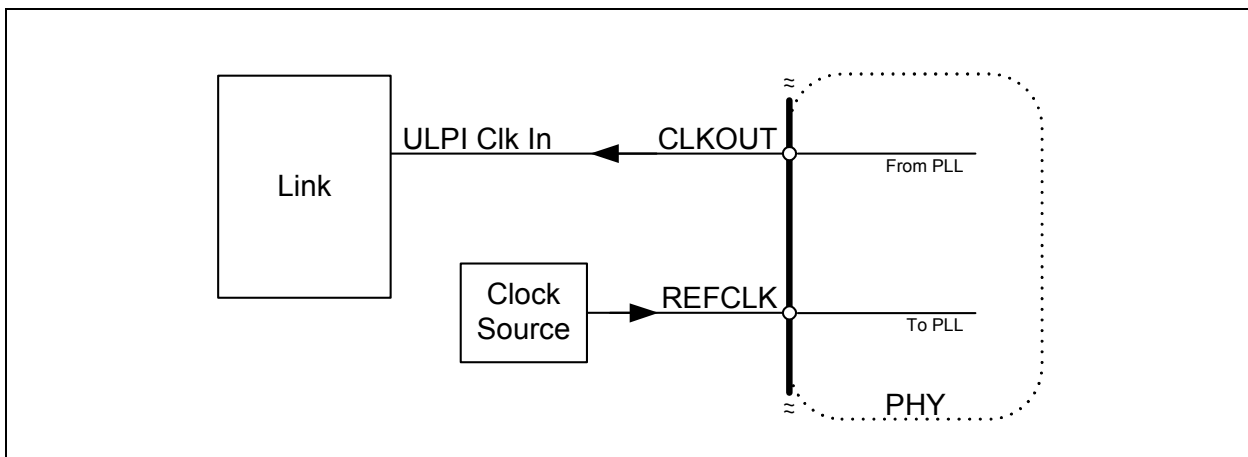 ULPI Clk In
CLKOUT
From PLL
Link
Clock
Source
REFCLK
To PLL
PHY